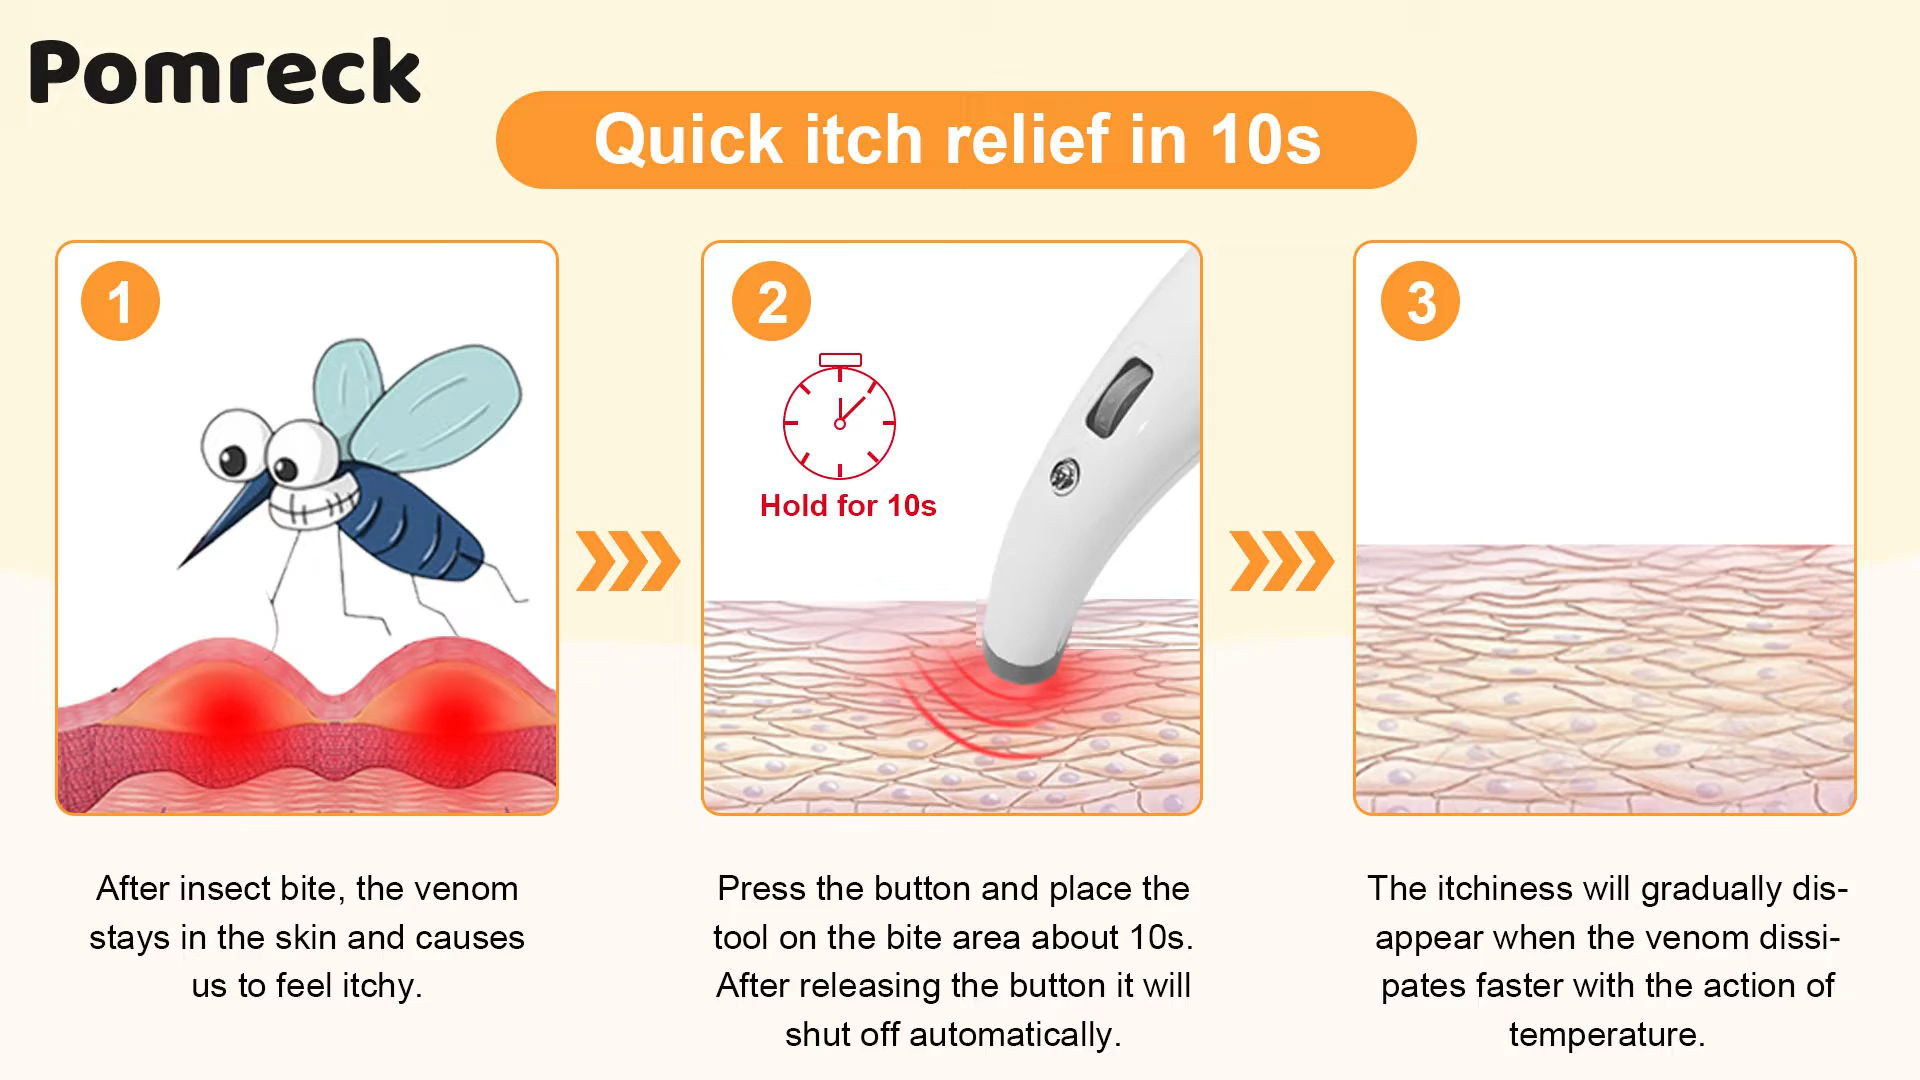 Pomreck
Quick itch relief in 10s
1
2
Hold for 10s
3
After insect bite, the venom
stays in the skin and causes
us to feel itchy.
Press the button and place the
tool on the bite area about 10s.
After releasing the button it will
shut off automatically.
The itchiness will gradually dis-
appear when the venom dissi-
pates faster with the action of
temperature.